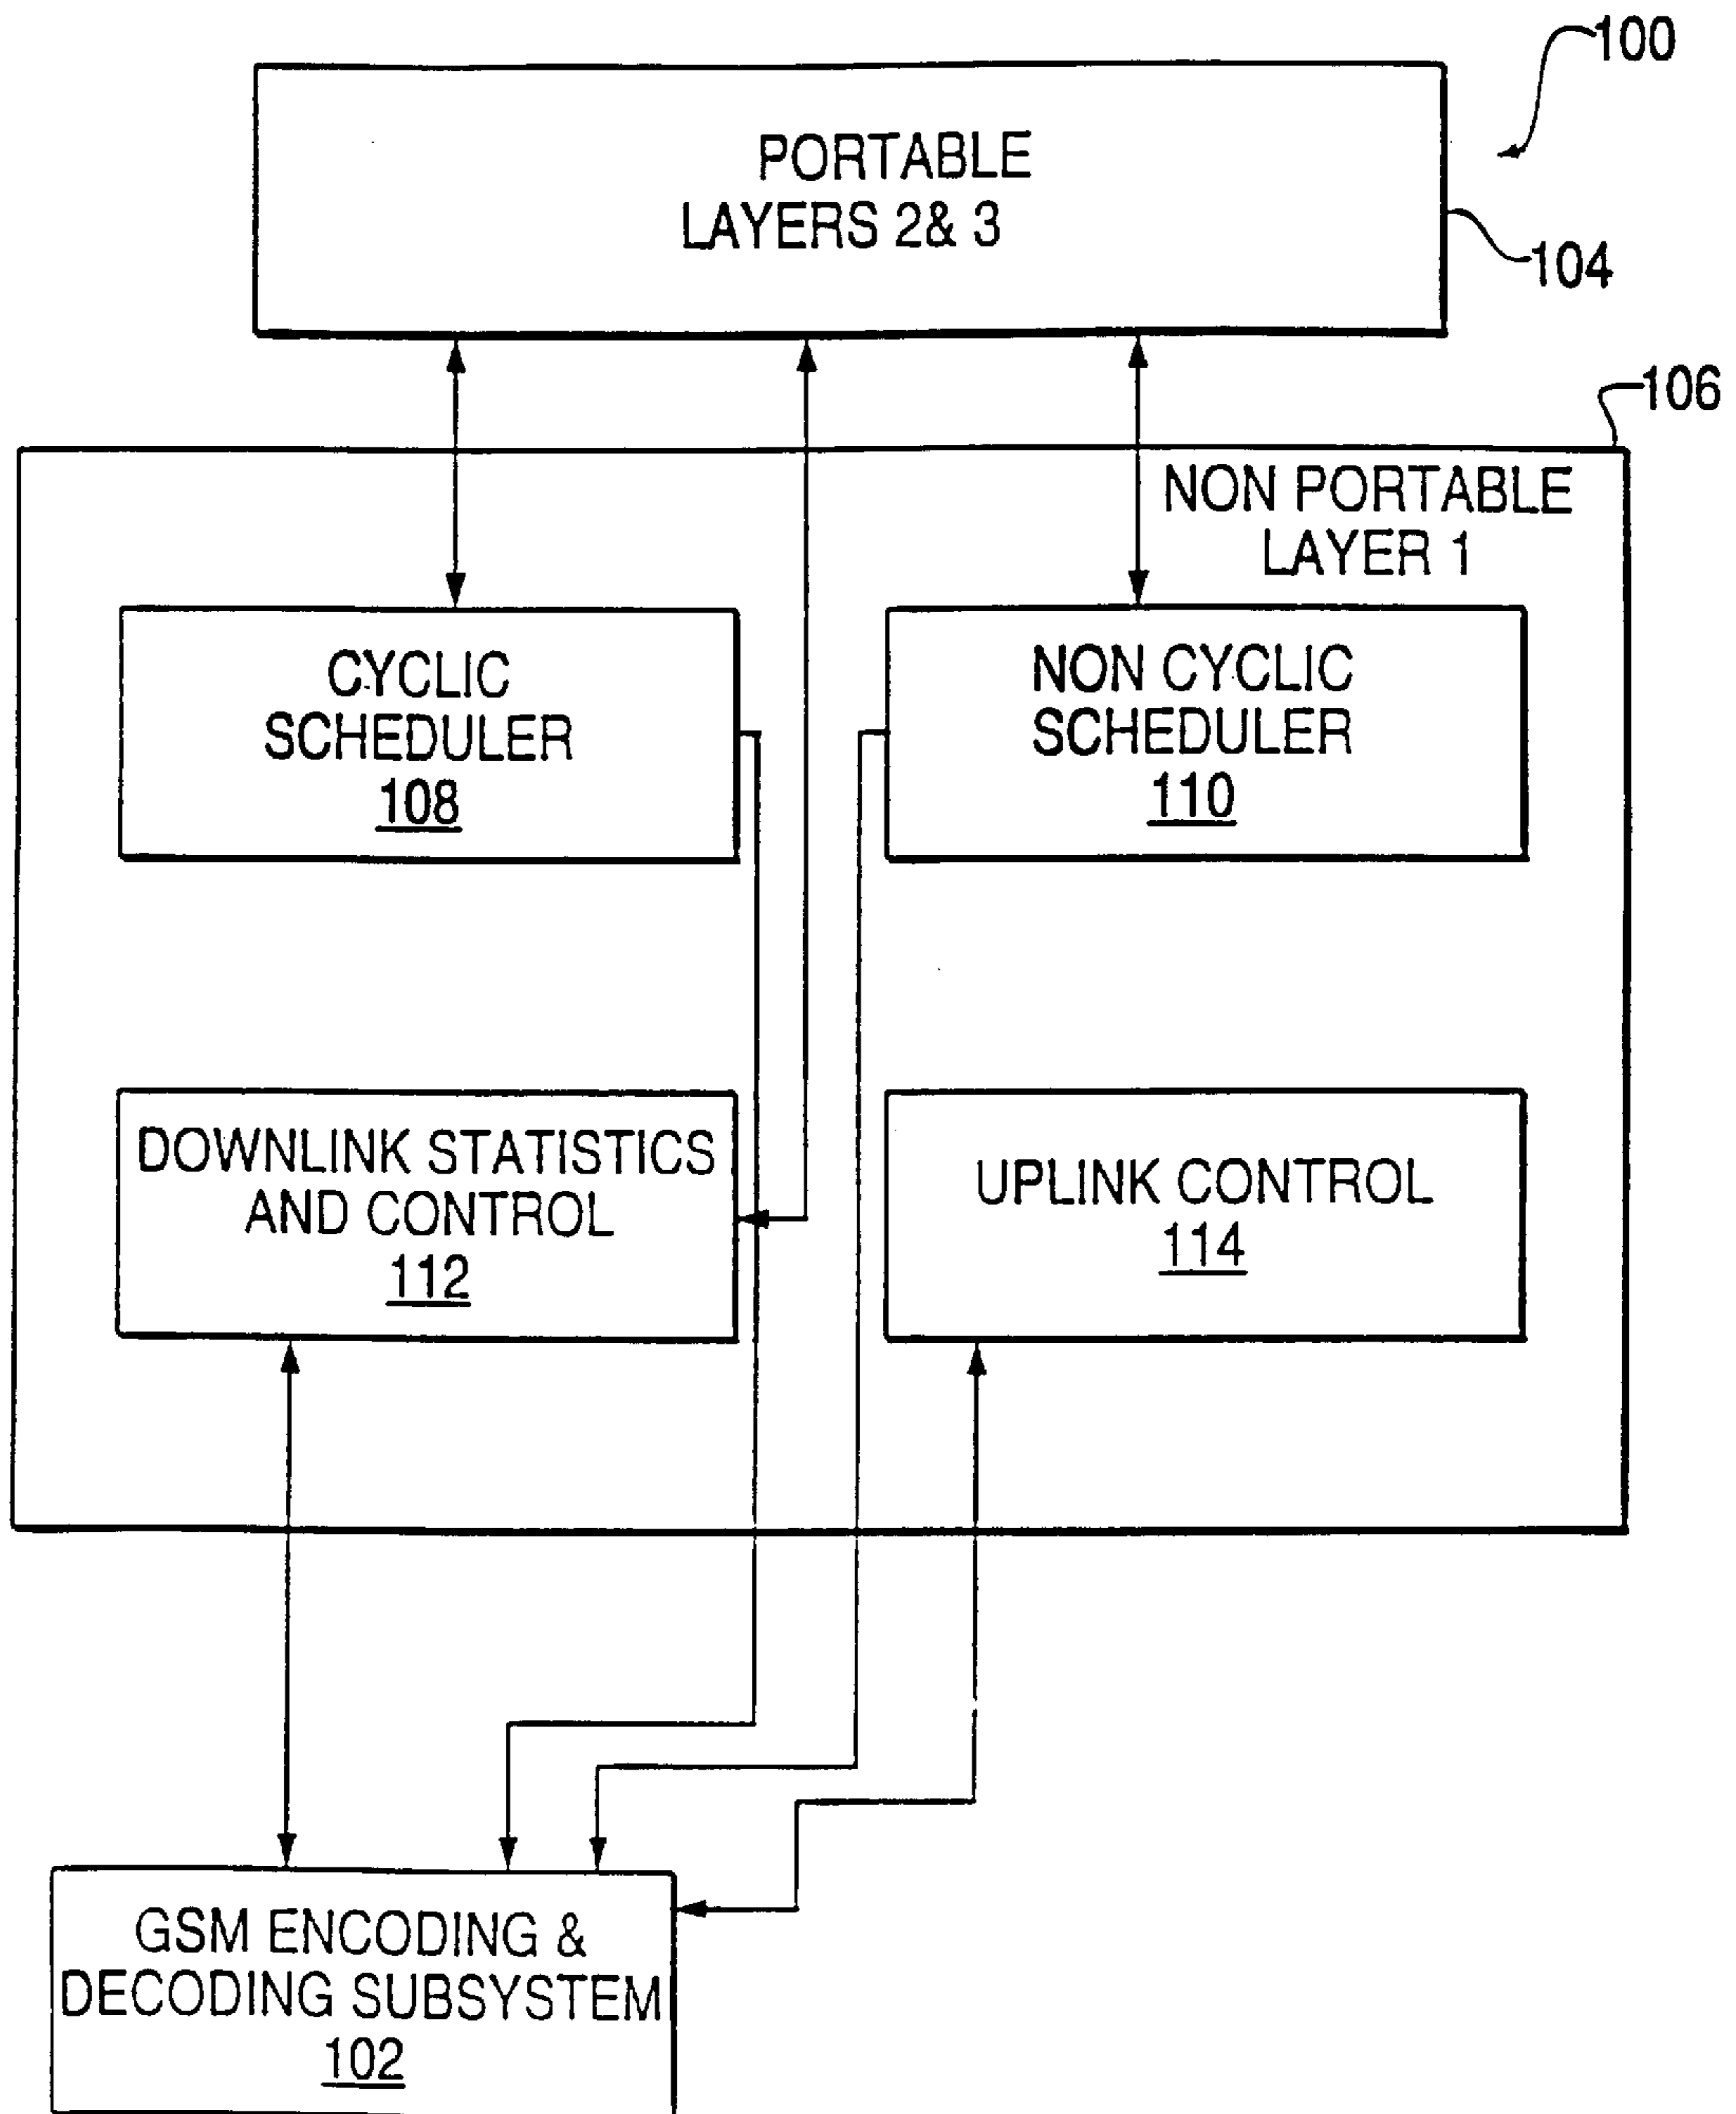 100
PORTABLE
LAYERS 2& 3
104
106
NON PORTABLE
LAYER 1
CYCLIC
SCHEDULER
108
NON CYCLIC
SCHEDULER
110
DOWNLINK STATISTICS
AND CONTROL
112
UPLINK CONTROL
114
GSM ENCODING &
DECODING SUBSYSTEM
102